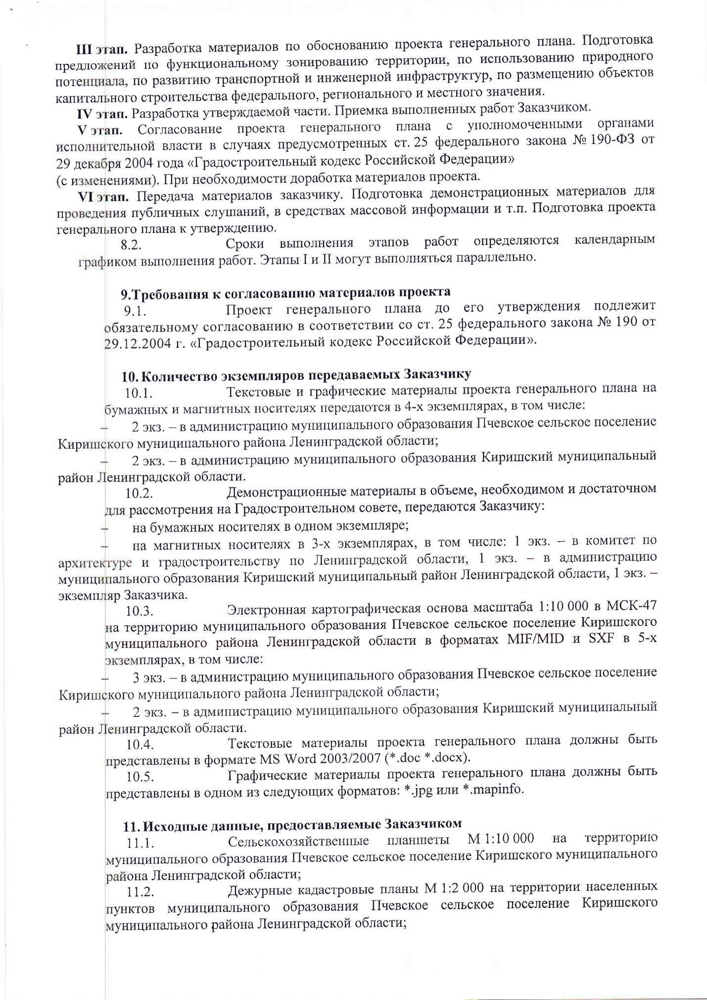 III этап. Разработка материалов по обоснованию проекта генерального плана. Подготовка
предложений по функциональному зонированию территории, по использованию природного
потенциала, по развитию транспортной и инженерной инфраструктур, по размещению объектов
капитального строительства федерального, регионального и местного значения.
IV этап. Разработка утверждаемой части. Приемка выполненных работ Заказчиком.
V этап. Согласование проекта генерального плана с уполномоченными органами
исполнительной власти в случаях предусмотренных ст. 25 федерального закона № 190-ФЗ от
29 декабря 2004 года «Градостроительный кодекс Российской Федерации»
(с изменениями). При необходимости доработка материалов проекта.
VI этап. Передача материалов заказчику. Подготовка демонстрационных материалов для
проведения публичных слушаний, в средствах массовой информации и т.п. Подготовка проекта
генерального плана к утверждению.
8.2. Сроки выполнения этапов работ определяются календарным
графиком выполнения работ. Этапы I и II могут выполняться параллельно.
9.Требования к согласованию материалов проекта
9.1. Проект генерального плана до его утверждения подлежит
обязательному согласованию в соответствии со ст. 25 федерального закона № 190 от
29.12.2004 г. «Градостроительный кодекс Российской Федерации».
10. Количество экземпляров передаваемых Заказчику
10.1. Текстовые и графические материалы проекта генерального плана на
бумажных и магнитных носителях передаются в 4-х экземплярах, в том числе:
– 2 экз. – в администрацию муниципального образования Пчевское сельское поселение
Киришского муниципального района Ленинградской области;
– 2 экз. – в администрацию муниципального образования Киришский муниципальный
район Ленинградской области.
10.2. Демонстрационные материалы в объеме, необходимом и достаточном
для рассмотрения на Градостроительном совете, передаются Заказчику:
– на бумажных носителях в одном экземпляре;
– на магнитных носителях в 3-х экземплярах, в том числе: 1 экз. – в комитет по
архитектуре и градостроительству по Ленинградской области, 1 экз. – в администрацию
муниципального образования Киришский муниципальный район Ленинградской области, 1 экз. –
экземпляр Заказчика.
10.3. Электронная картографическая основа масштаба 1:10 000 в МСК-47
на территорию муниципального образования Пчевское сельское поселение Киришского
муниципального района Ленинградской области в форматах MIF/MID и SXF в 5-х
экземплярах, в том числе:
– 3 экз. – в администрацию муниципального образования Пчевское сельское поселение
Киришского муниципального района Ленинградской области;
– 2 экз. – в администрацию муниципального образования Киришский муниципальный
район Ленинградской области.
10.4. Текстовые материалы проекта генерального плана должны быть
представлены в формате MS Word 2003/2007 (*.doc *.docx).
10.5. Графические материалы проекта генерального плана должны быть
представлены в одном из следующих форматов: *.jpg или *.mapinfo.
11. Исходные данные, предоставляемые Заказчиком
11.1. Сельскохозяйственные планшеты М 1:10 000 на территорию
муниципального образования Пчевское сельское поселение Киришского муниципального
района Ленинградской области;
11.2. Дежурные кадастровые планы М 1:2 000 на территории населенных
пунктов муниципального образования Пчевское сельское поселение Киришского
муниципального района Ленинградской области;